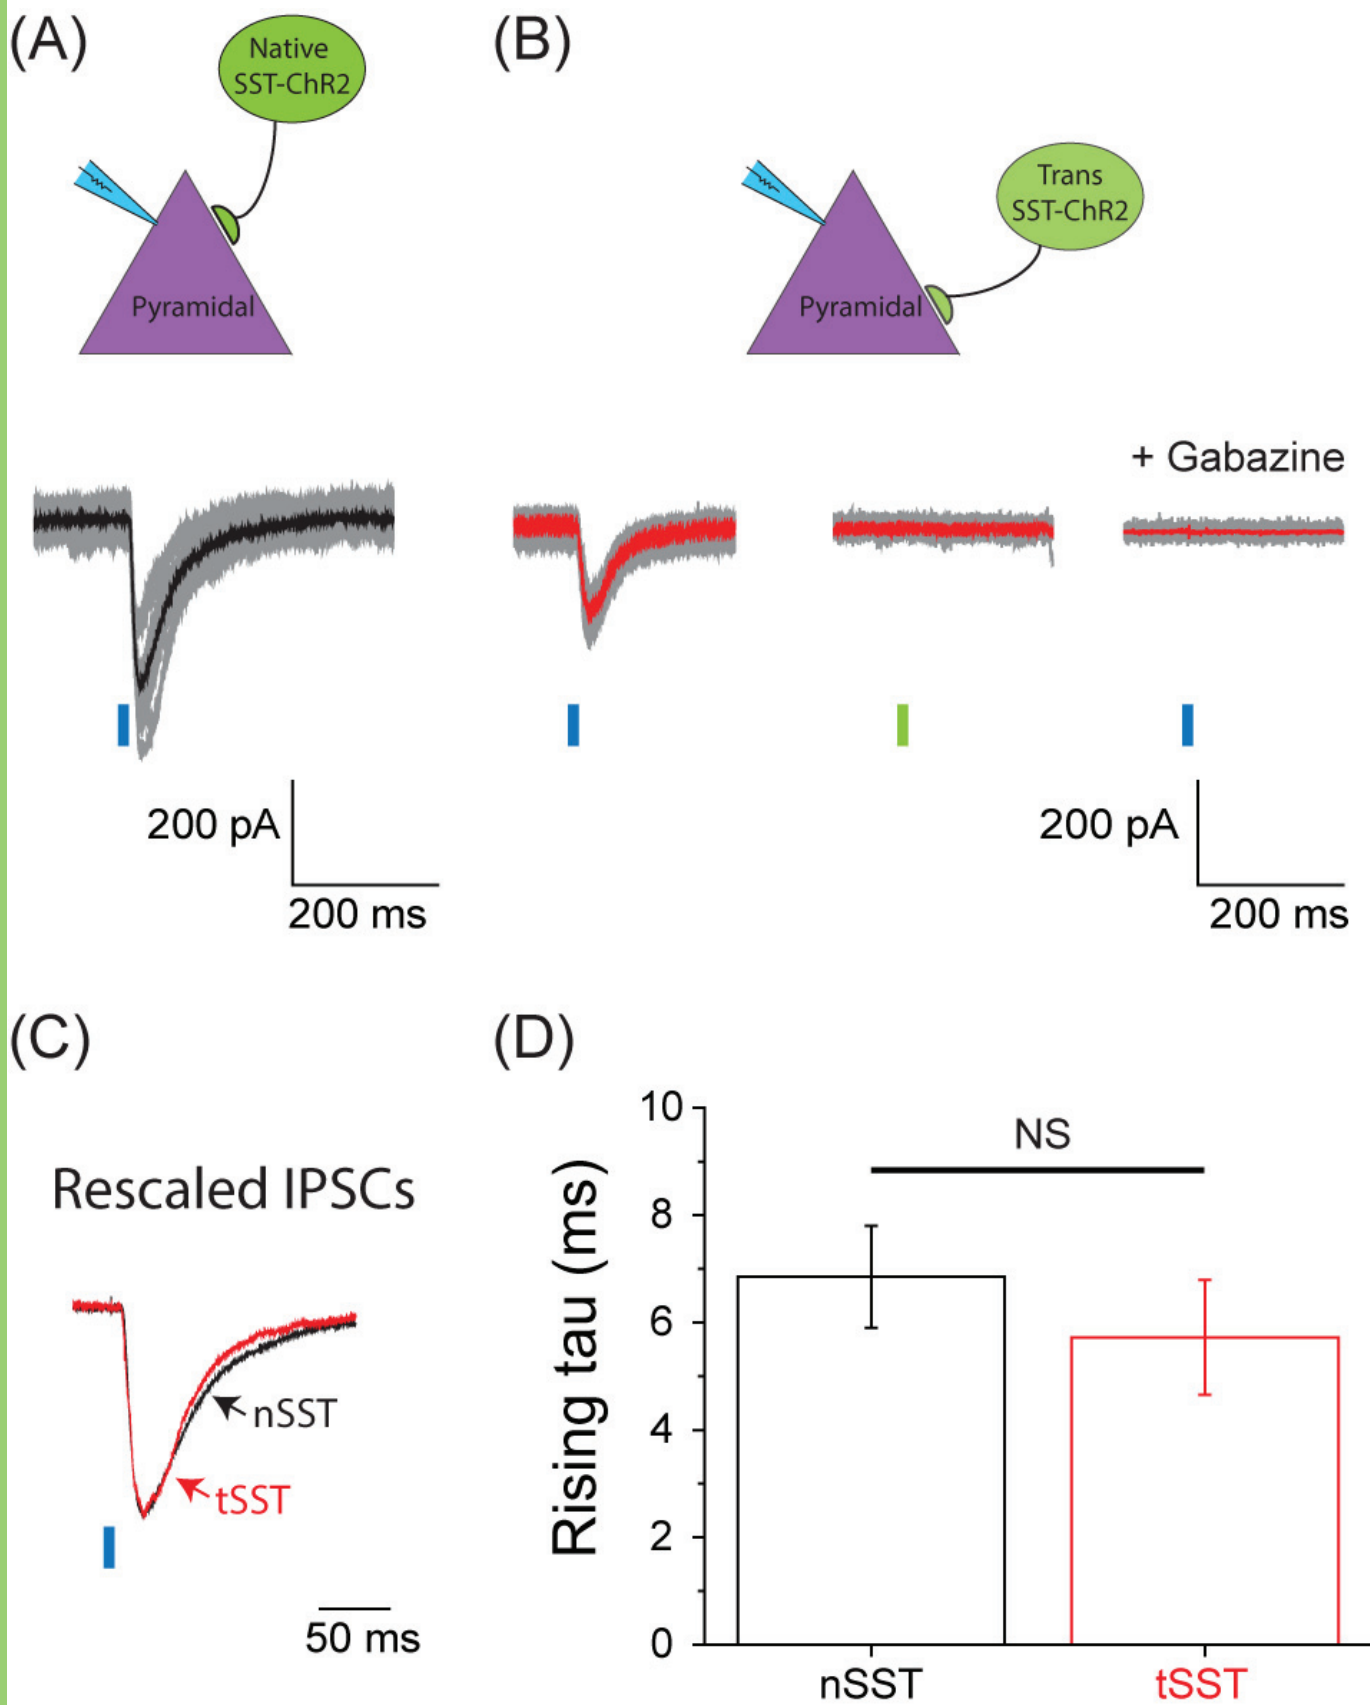 (A)
Native
SST-ChR2
Pyramidal
200 pA
200 ms
(B)
Trans
SST-ChR2
Pyramidal
+ Gabazine
200 pA
200 ms
(C)
Rescaled IPSCs
nSST
tSST
50 ms
(D)
Rising tau (ms)
10
8
6
4
2
0
NS
nSST
tSST